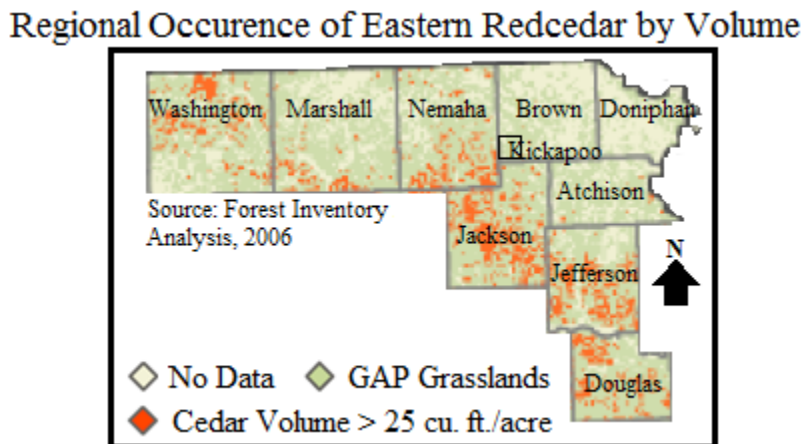 Regional Occurence of Eastern Redcedar by Volume
Washington Marshall Nemaha Brown Doniphan
Kickapoo
Atchison
Source: Forest Inventory
Analysis, 2006
Jackson
N
Jefferson
No Data GAP Grasslands
Douglas
Cedar Volume > 25 cu. ft./acre